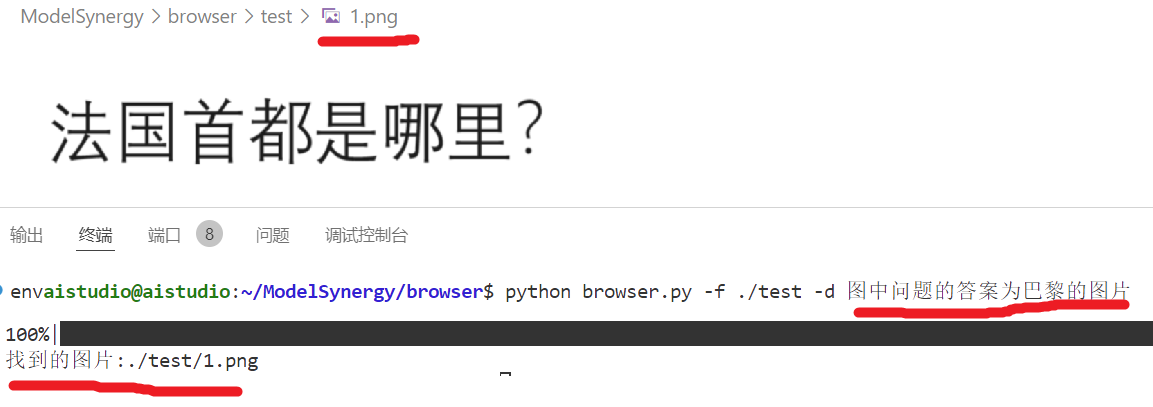 ModelSynergy > browser > test > 1.png
法国首都是哪里?
输出 终端 端口 8 问题 调试控制台
envaistudio@aistudio:~/ModelSynergy/browser$ python browser.py -f ./test -d 图中问题的答案为巴黎的图片
100%|
找到的图片:./test/1.png